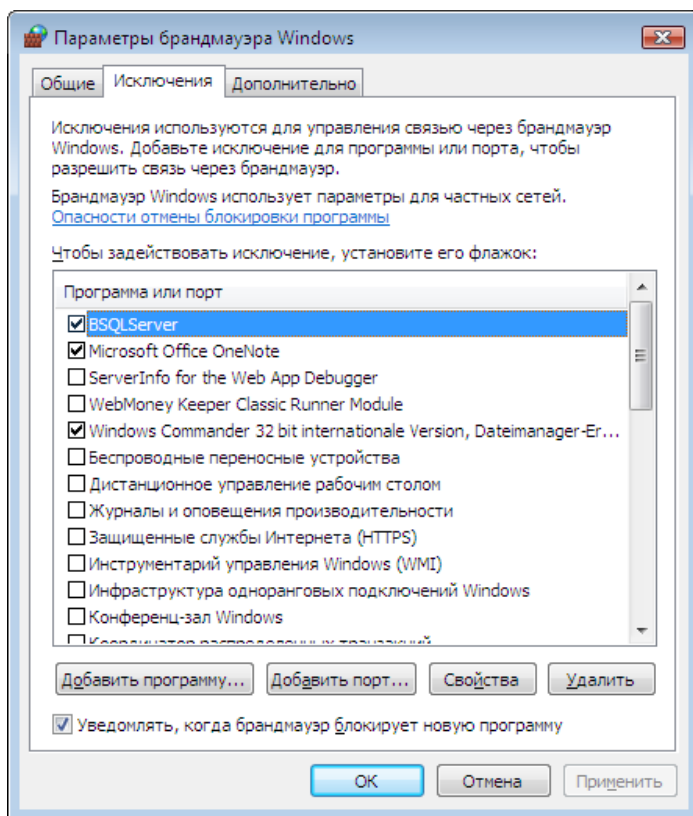 Параметры брандмауэра Windows
Общие
Исключения
Дополнительно
Исключения используются для управления связью через брандмауэр
Windows. Добавьте исключение для программы или порта, чтобы
разрешить связь через брандмауэр.
Брандмауэр Windows использует параметры для частных сетей.
Опасности отмены блокировки программы
Чтобы задействовать исключение, установите его флажок:
Программа или порт
BSQLServer
Microsoft Office OneNote
ServerInfo for the Web App Debugger
WebMoney Keeper Classic Runner Module
Windows Commander 32 bit internationale Version, Dateimanager-Er...
Беспроводные переносные устройства
Дистанционное управление рабочим столом
Журналы и оповещения производительности
Защищенные службы Интернета (HTTPS)
Инструментарий управления Windows (WMI)
Инфраструктура одноранговых подключений Windows
Конференц-зал Windows
Координатор распределенных транзакций
Добавить программу...
Добавить порт...
Свойства
Удалить
Уведомлять, когда брандмауэр блокирует новую программу
OK
Отмена
Применить